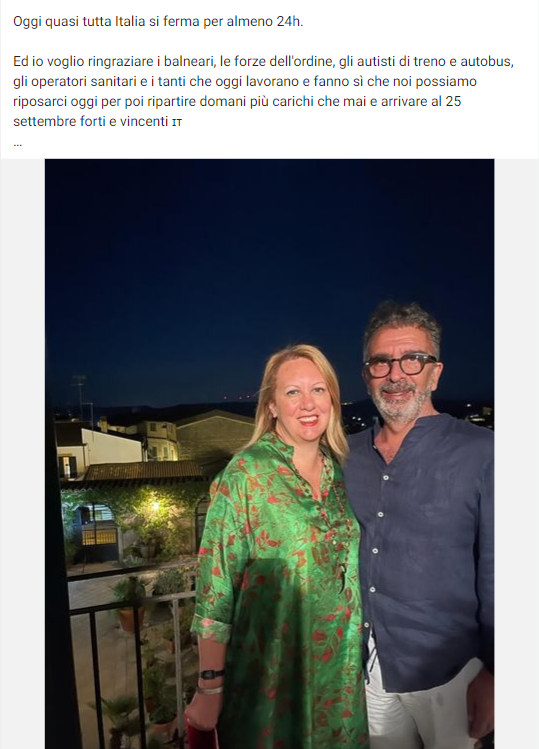 Oggi quasi tutta Italia si ferma per almeno 24h.
Ed io voglio ringraziare i balneari, le forze dell'ordine, gli autisti di treno e autobus,
gli operatori sanitari e i tanti che oggi lavorano e fanno sì che noi possiamo
riposarci oggi per poi ripartire domani più carichi che mai e arrivare al 25
settembre forti e vincenti 🇮🇹
...